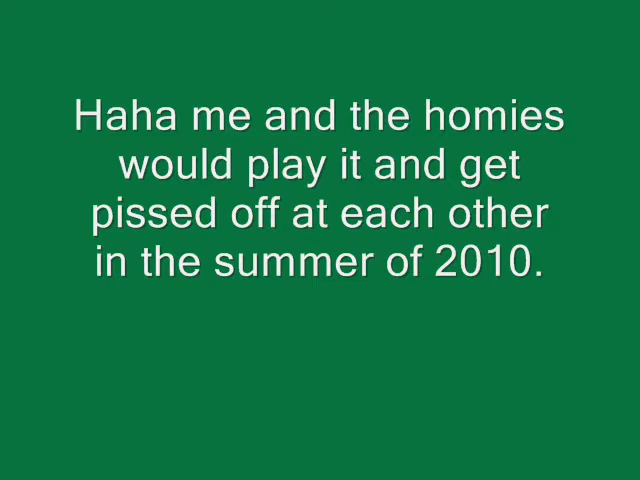 Haha me and the homies
would play it and get
pissed off at each other
in the summer of 2010.